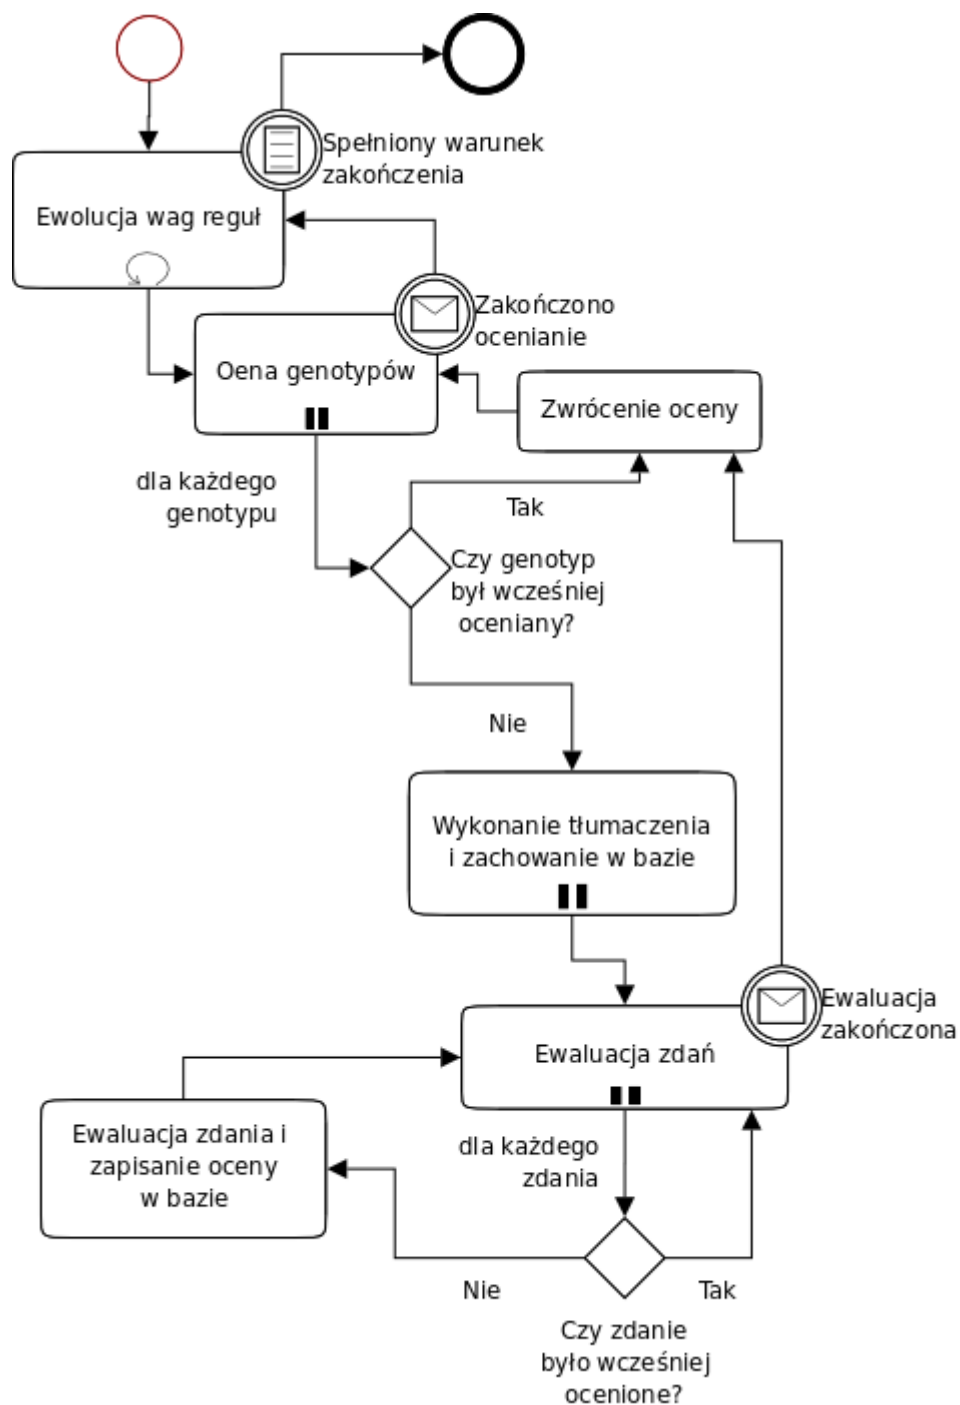 Spełniony warunek
zakończenia
Ewolucja wag reguł
Zakończono
ocenianie
Oena genotypów
Zwrócenie oceny
dla każdego
genotypu
Tak
Czy genotyp
był wcześniej
oceniany?
Nie
Wykonanie tłumaczenia
i zachowanie w bazie
Ewaluacja
zakończona
Ewaluacja zdań
Ewaluacja zdania i
zapisanie oceny
w bazie
dla każdego
zdania
Nie
Tak
Czy zdanie
było wcześniej
ocenione?